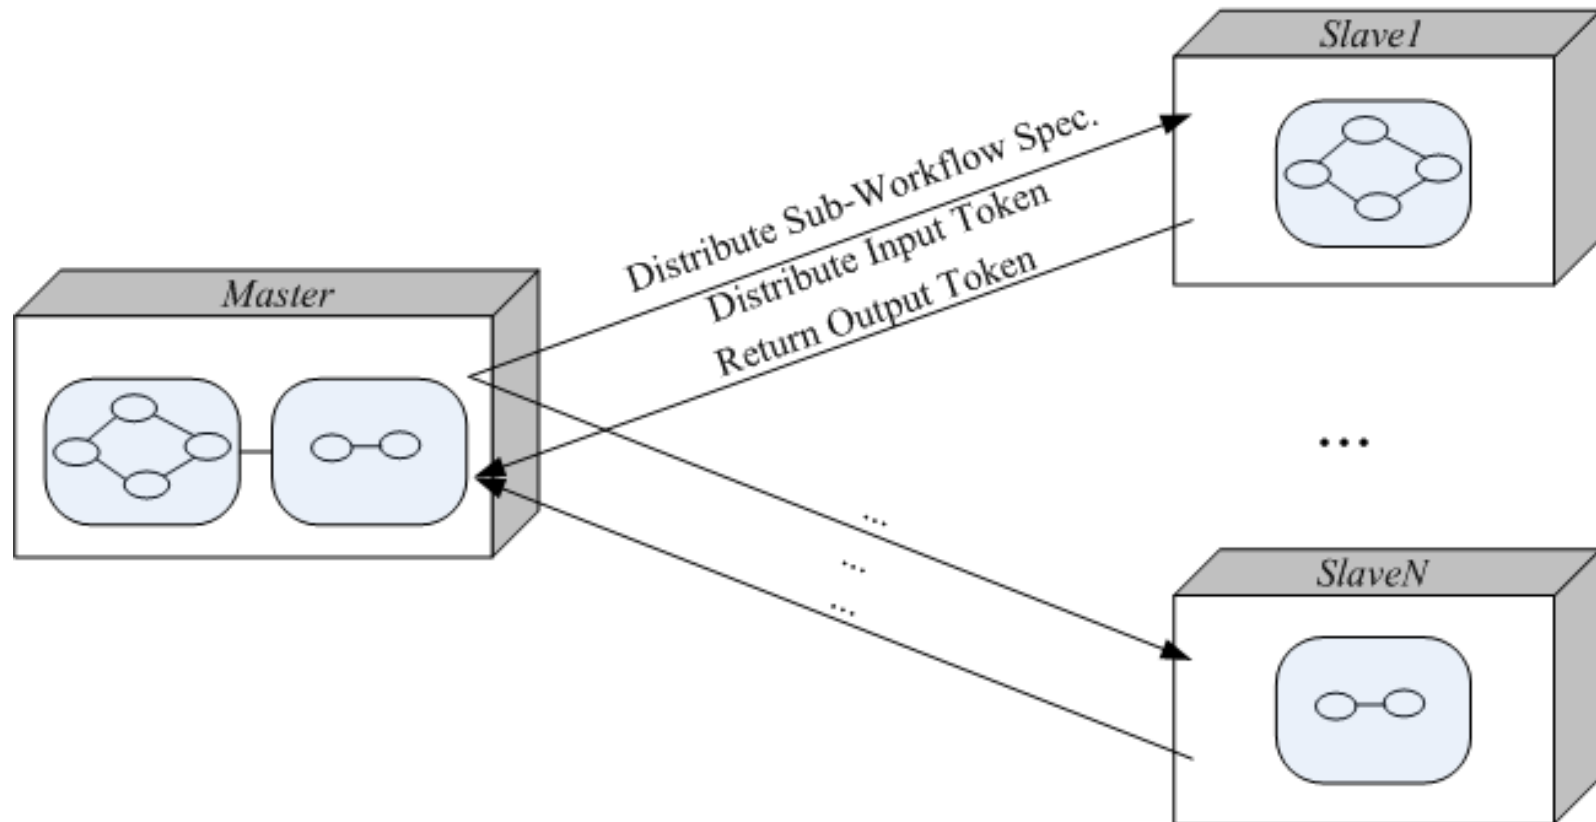 Slave1
Distribute Sub-Workflow Spec.
Distribute Input Token
Return Output Token
Master
...
...
...
...
SlaveN